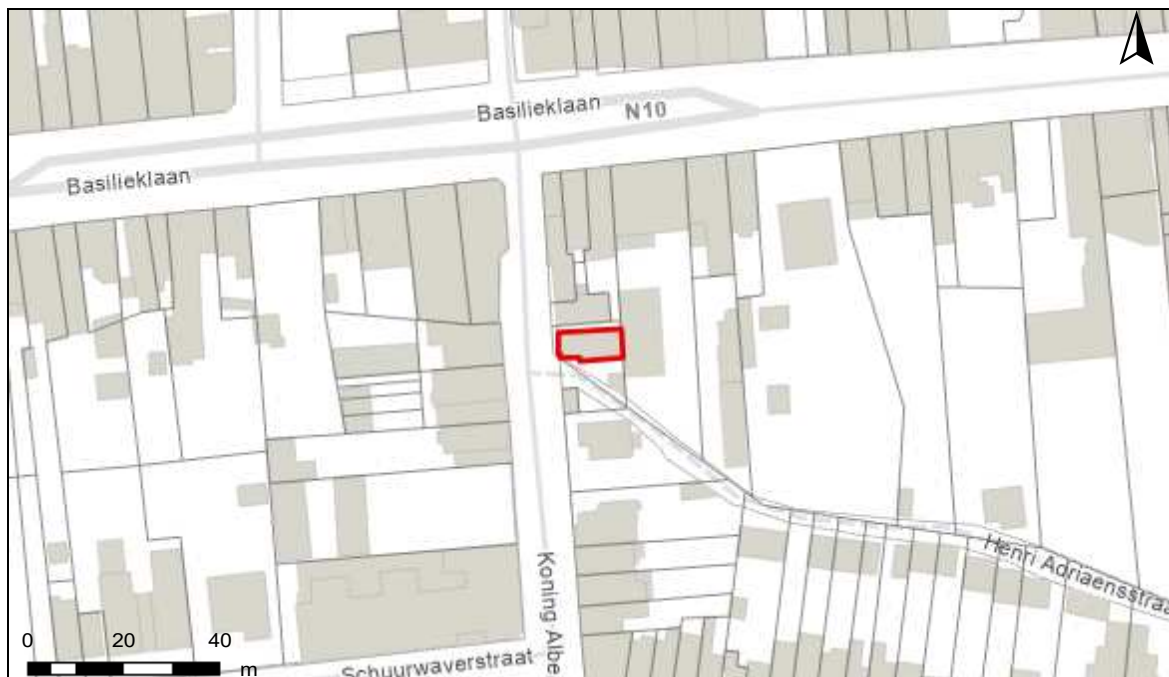 Basilieklaan
N10
Basilieklaan
Henri Adriaensstraa
Koning Albe
0 20 40
m
Schuurwaverstraat